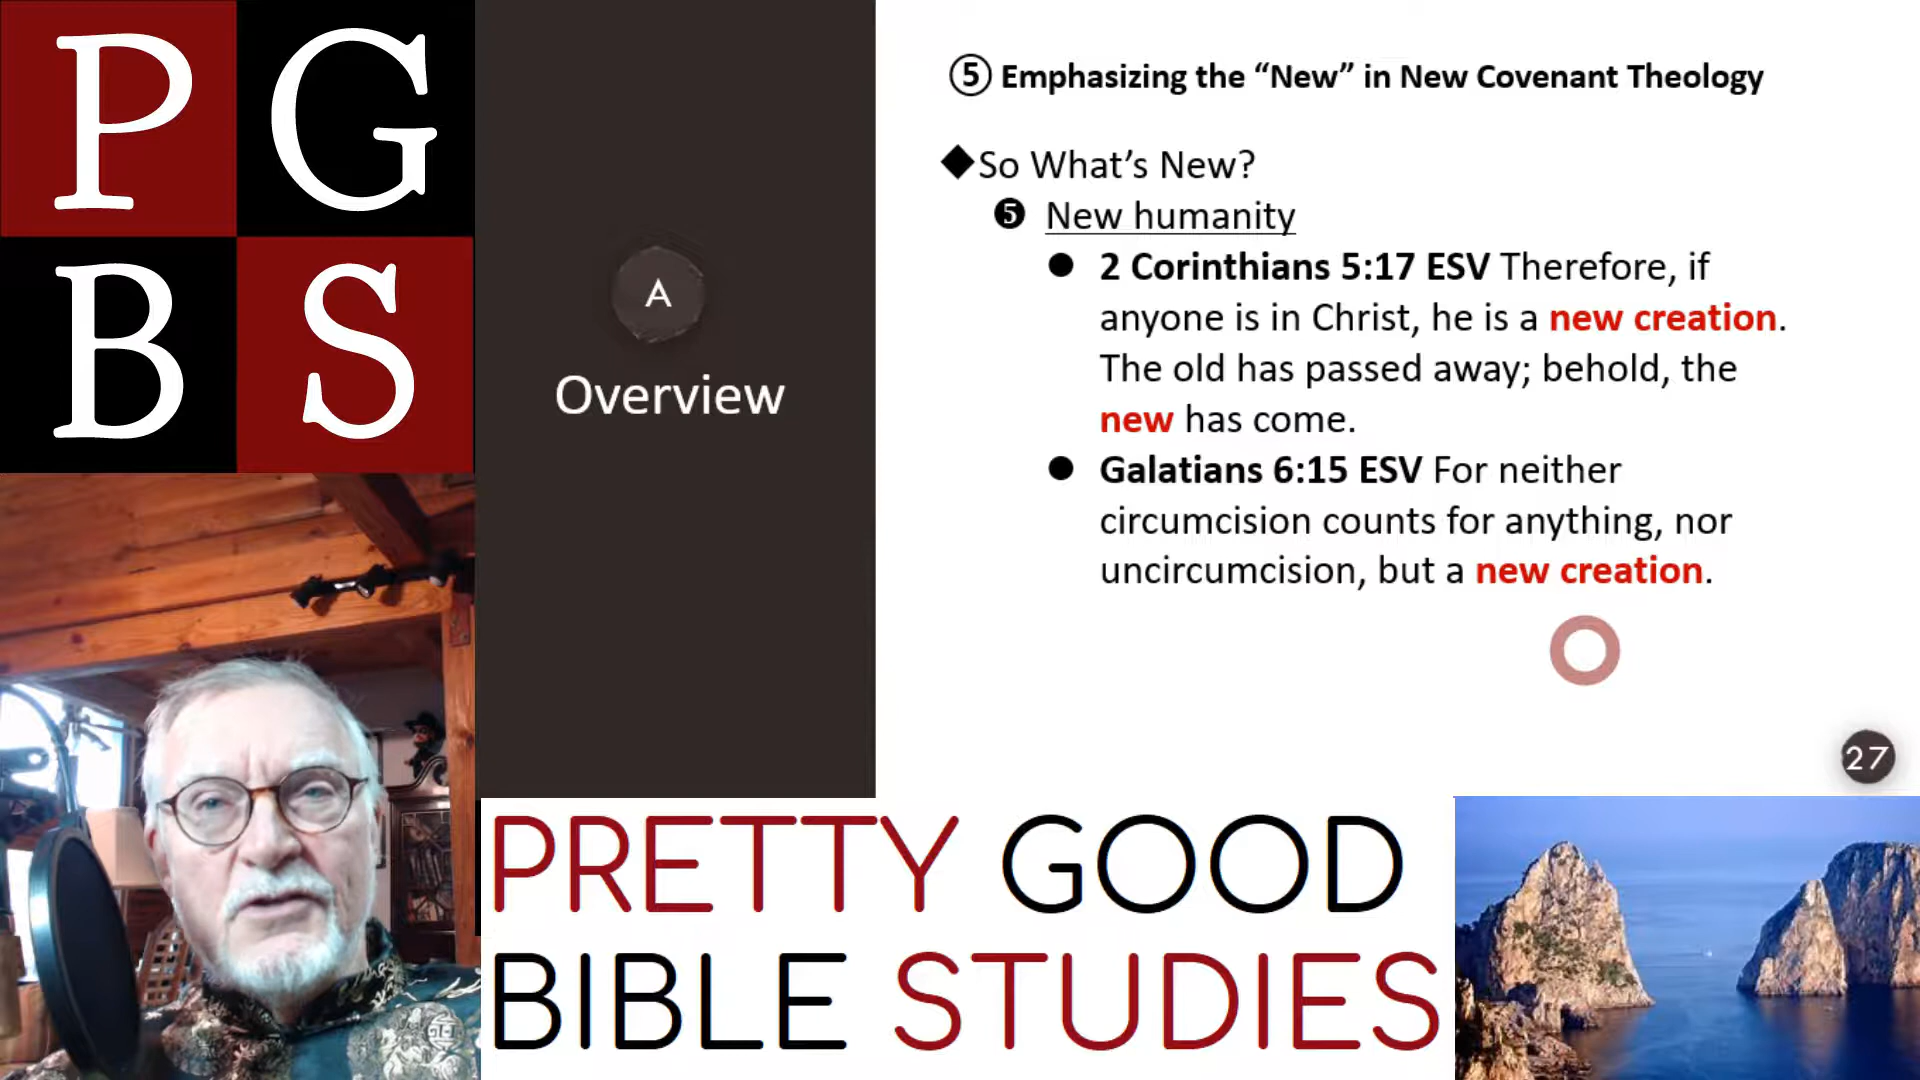 P G
B S
A
Overview
⑤ Emphasizing the “New” in New Covenant Theology
◆So What’s New?
❺ New humanity
● 2 Corinthians 5:17 ESV Therefore, if
anyone is in Christ, he is a new creation.
The old has passed away; behold, the
new has come.
● Galatians 6:15 ESV For neither
circumcision counts for anything, nor
uncircumcision, but a new creation.
27
PRETTY GOOD
BIBLE STUDIES